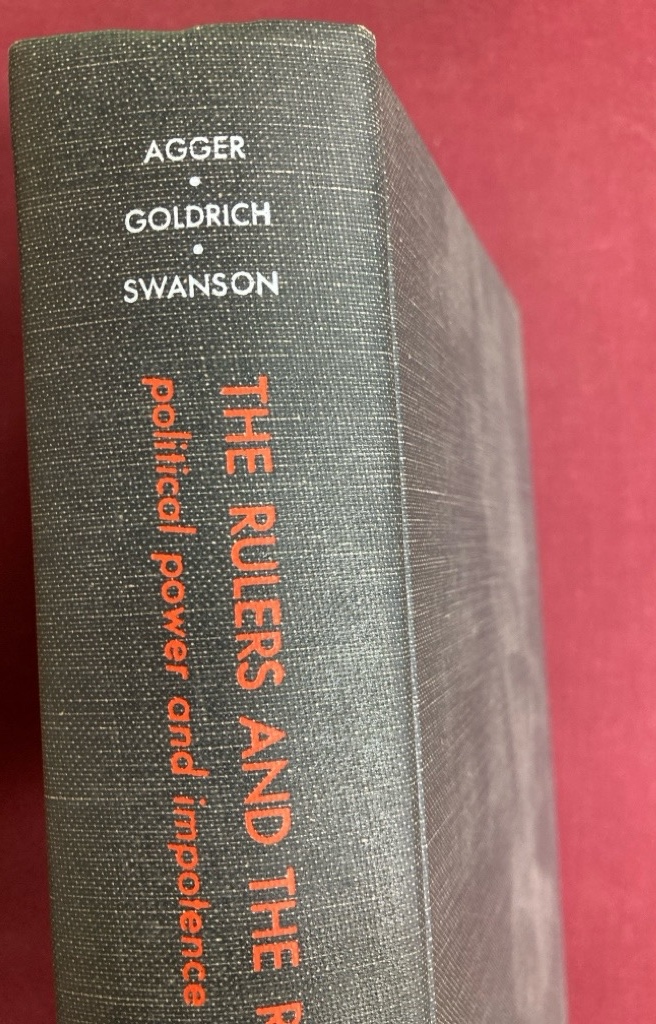 AGGER
•
GOLDRICH
•
SWANSON
THE RULERS AND THE R
political power and impotence